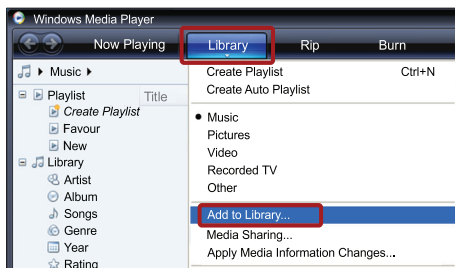 Windows Media Player
Now Playing Library Rip Burn
Music
Playlist Title
Create Playlist
Favour
New
Library
Artist
Album
Songs
Genre
Year
Rating
Create Playlist Ctrl+N
Create Auto Playlist
Music
Pictures
Video
Recorded TV
Other
Add to Library...
Media Sharing...
Apply Media Information Changes...